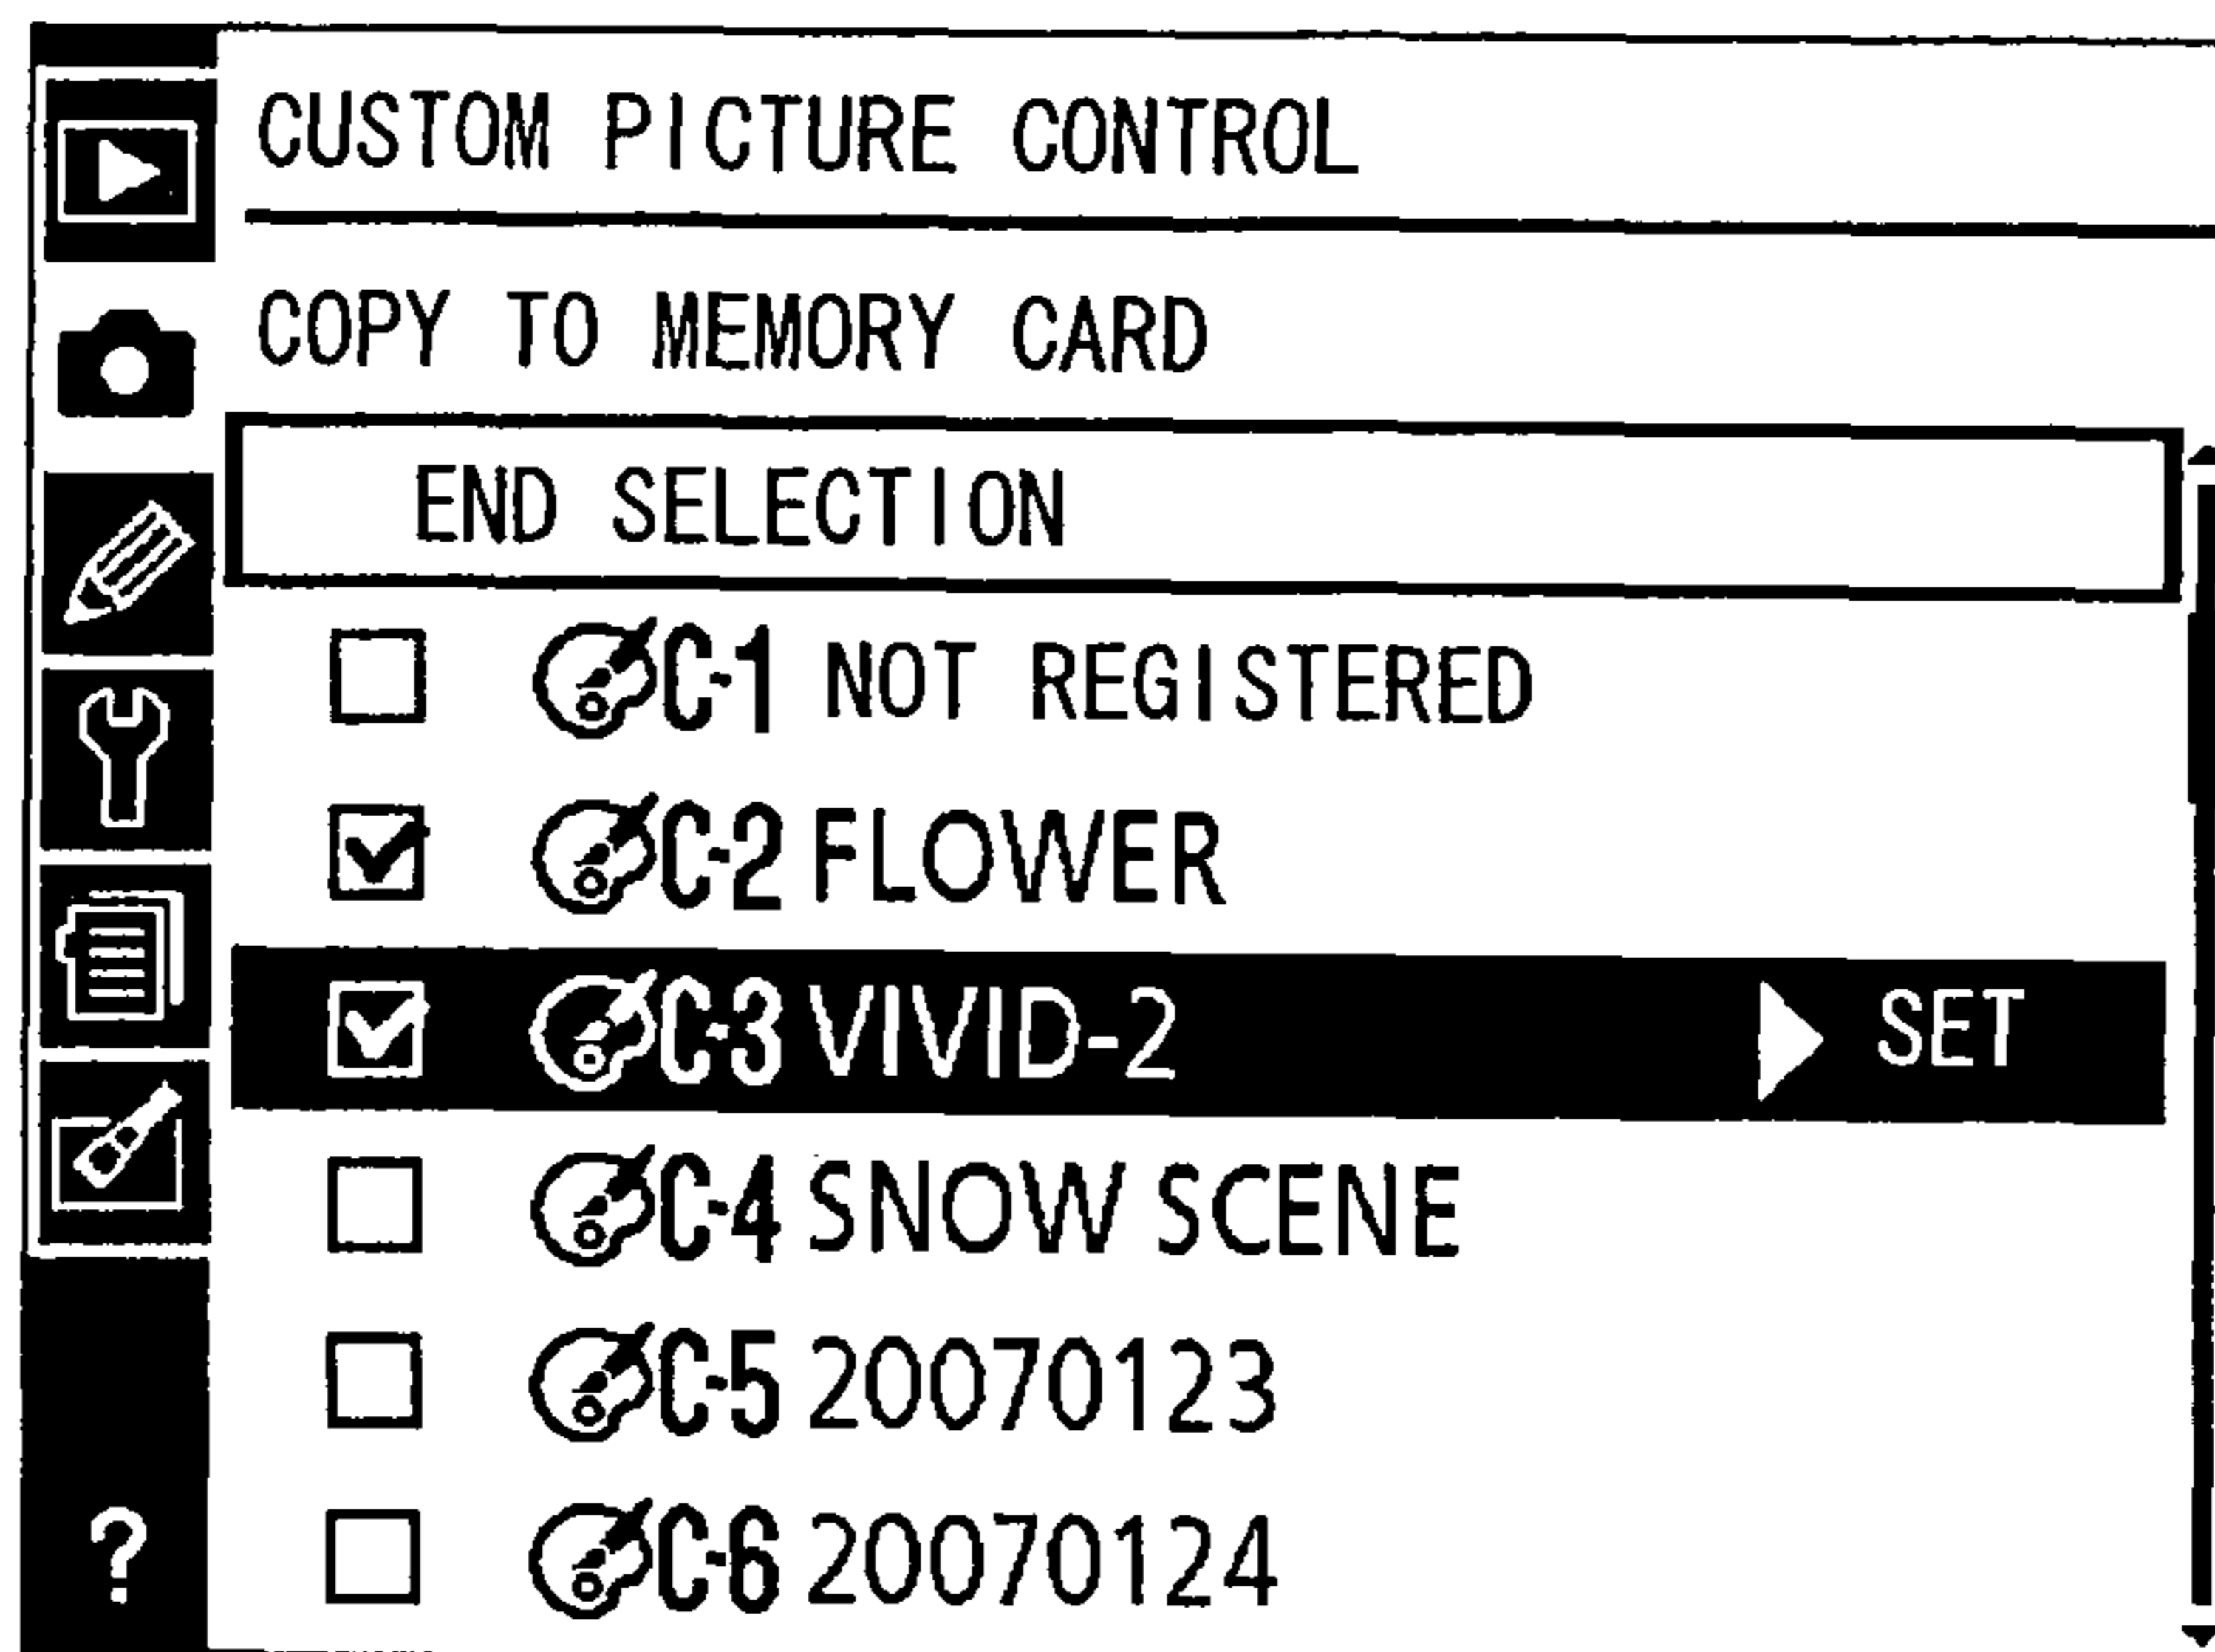 CUSTOM PICTURE CONTROL
COPY TO MEMORY CARD
END SELECTION
C-1 NOT REGISTERED
C-2 FLOWER
C-3 VIVID-2 SET
C-4 SNOW SCENE
C-5 20070123
C-6 20070124
?